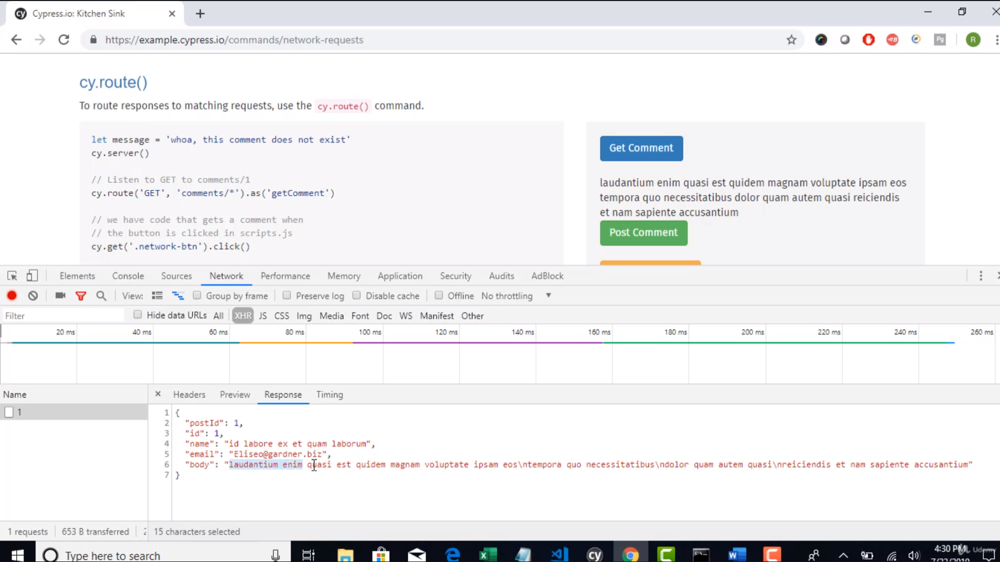 Cypress.io: Kitchen Sink
https://example.cypress.io/commands/network-requests
Pg
R
cy.route()
To route responses to matching requests, use the cy.route() command.
let message = 'whoa, this comment does not exist'
cy.server()
// Listen to GET to comments/1
cy.route('GET', 'comments/*').as('getComment')
// we have code that gets a comment when
// the button is clicked in scripts.js
cy.get('.network-btn').click()
Get Comment
laudantium enim quasi est quidem magnam voluptate ipsam eos
tempora quo necessitatibus dolor quam autem quasi reiciendis
et nam sapiente accusantium
Post Comment
Elements Console Sources Network Performance Memory Application Security Audits AdBlock
View: Group by frame Preserve log Disable cache Offline No throttling
Filter Hide data URLs All XHR JS CSS Img Media Font Doc WS Manifest Other
20 ms 40 ms 60 ms 80 ms 100 ms 120 ms 140 ms 160 ms 180 ms 200 ms 220 ms 240 ms 260 ms
Name Headers Preview Response Timing
1
1 {
2 "postId": 1,
3 "id": 1,
4 "name": "id labore ex et quam laborum",
5 "email": "Eliseo@gardner.biz",
6 "body": "laudantium enim quasi est quidem magnam voluptate ipsam eos\ntempora quo necessitatibus\ndolor quam autem quasi\nreiciendis et nam sapiente accusantium"
7 }
1 requests 653 B transferred 15 characters selected
Type here to search
cy
4:30 PM
Udemy